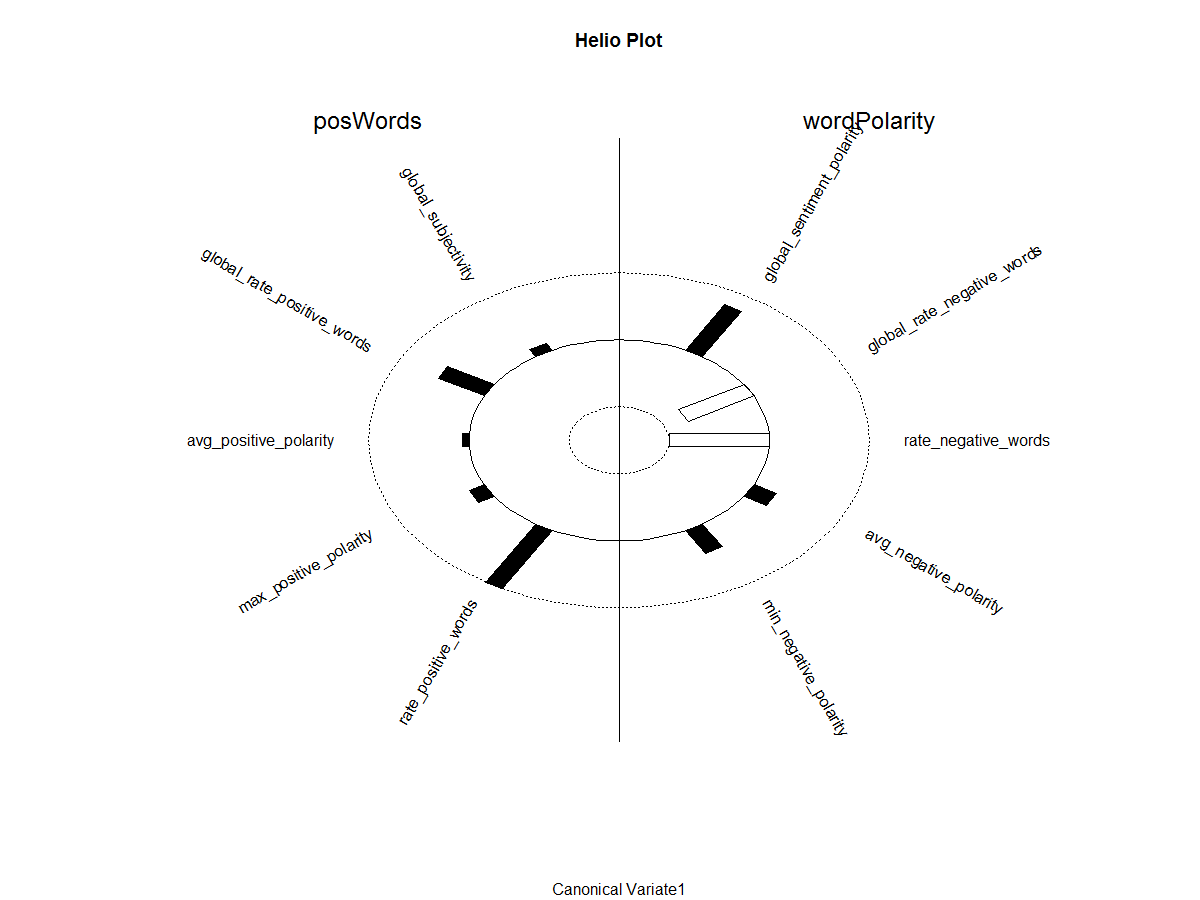 Helio Plot
posWords
wordPolarity
global_subjectivity
global_sentiment_polarity
global_rate_positive_words
global_rate_negative_words
avg_positive_polarity
rate_negative_words
max_positive_polarity
avg_negative_polarity
rate_positive_words
min_negative_polarity
Canonical Variate1